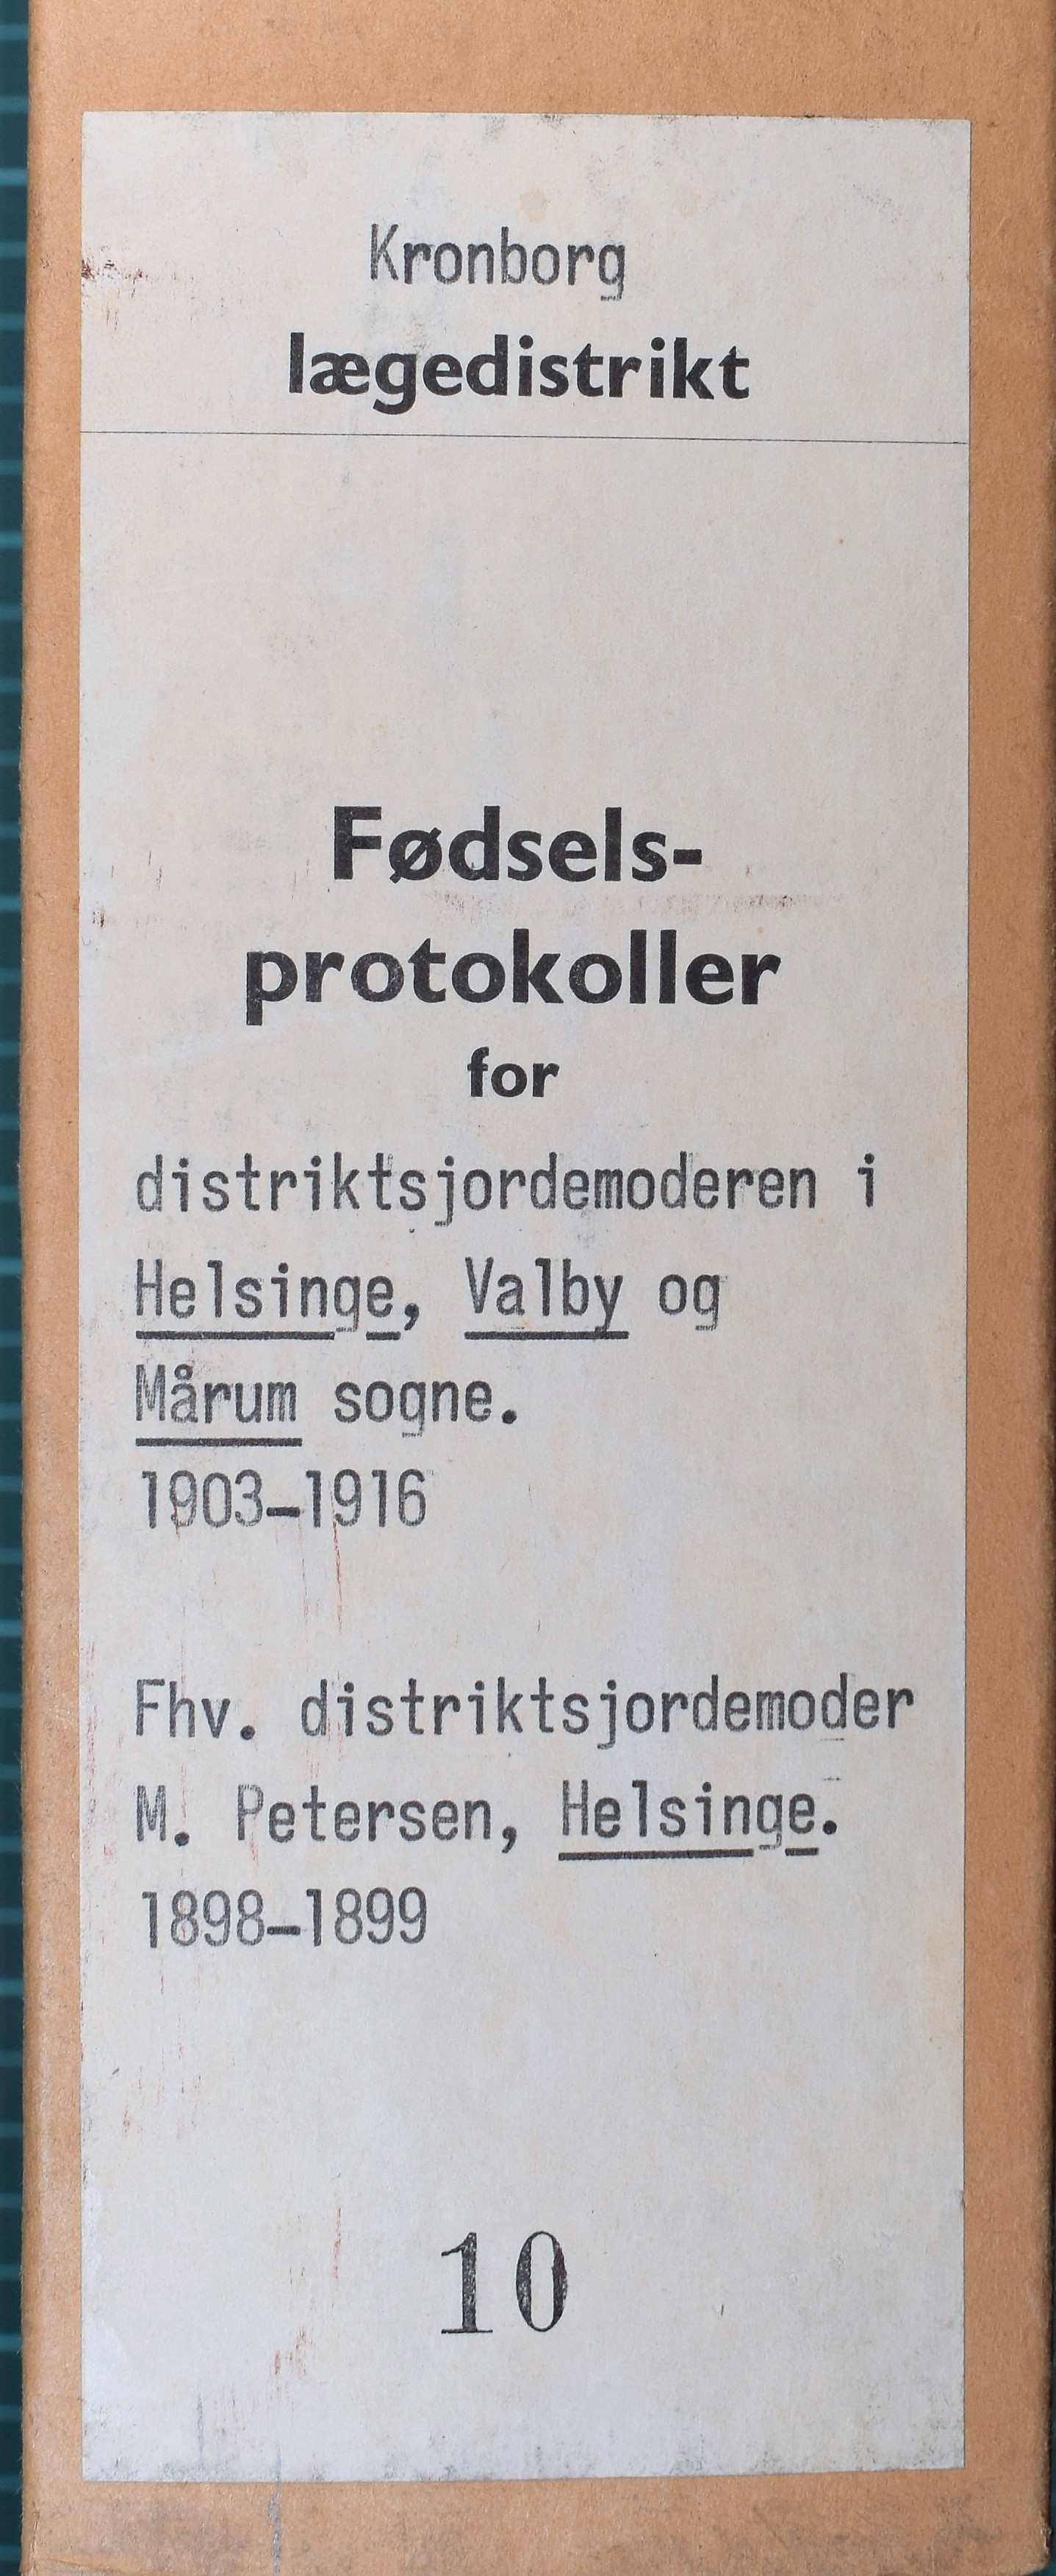 Kronborg
lægedistrikt
Fødsels-
protokoller
for
distriktsjordemoderen i
Helsinge, Valby og
Mårum sogne.
1903-1916
Fhv. distriktsjordemoder
M. Petersen, Helsinge.
1898-1899
10